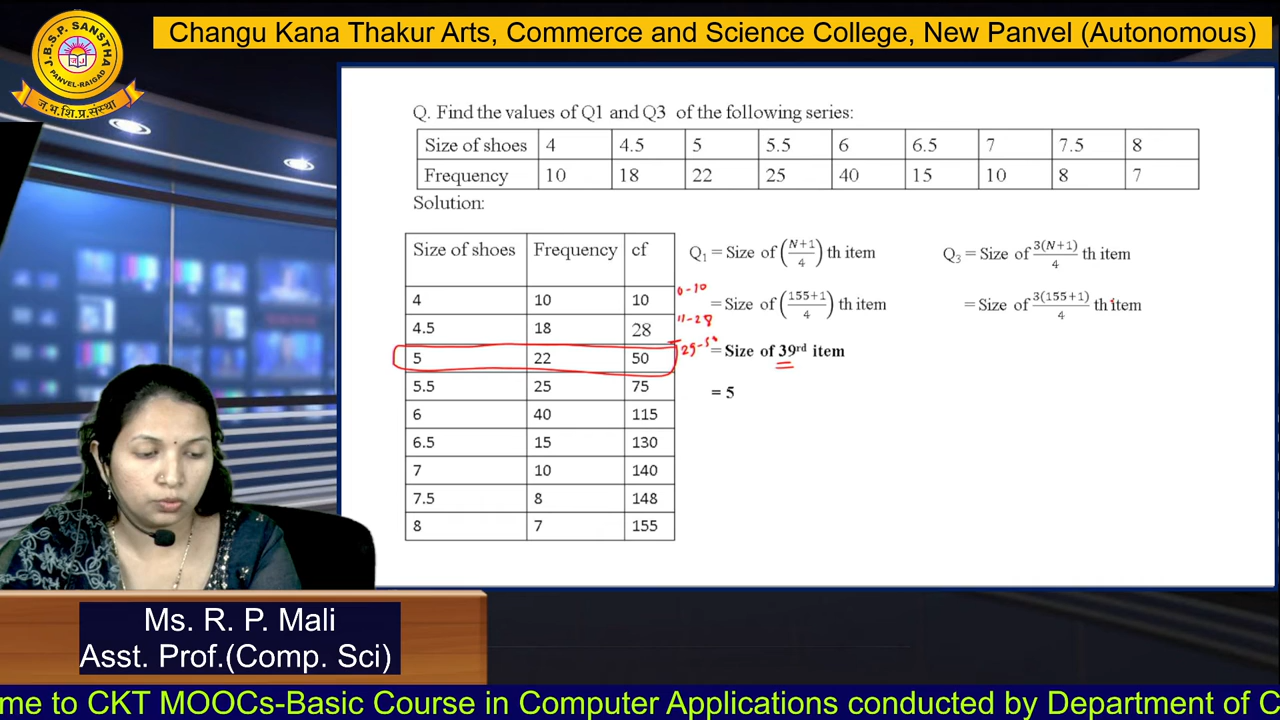 Changu Kana Thakur Arts, Commerce and Science College, New Panvel (Autonomous)
J.B.S.P. SANSTHA
PANVEL-RAIGAD
ज.भ.शि.प्र.संस्था
Q. Find the values of Q1 and Q3 of the following series:
Size of shoes 4 4.5 5 5.5 6 6.5 7 7.5 8
Frequency 10 18 22 25 40 15 10 8 7
Solution:
Size of shoes Frequency cf
4 10 10
4.5 18 28
5 22 50
5.5 25 75
6 40 115
6.5 15 130
7 10 140
7.5 8 148
8 7 155
0-10
11-28
29-50
Q₁ = Size of ((N+1)/4) th item
= Size of ((155+1)/4) th item
= Size of 39rd item
= 5
Q₃ = Size of 3(N+1)/4 th item
= Size of 3(155+1)/4 th item
Ms. R. P. Mali
Asst. Prof.(Comp. Sci)
me to CKT MOOCs-Basic Course in Computer Applications conducted by Department of C